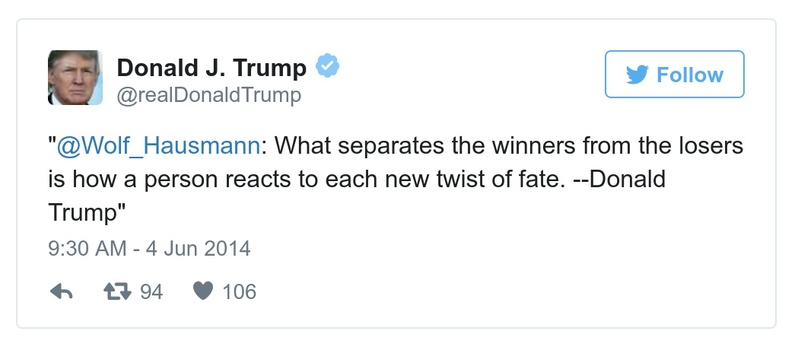 Donald J. Trump
@realDonaldTrump
Follow
"@Wolf_Hausmann: What separates the winners from the losers
is how a person reacts to each new twist of fate. --Donald
Trump"
9:30 AM - 4 Jun 2014
94 106